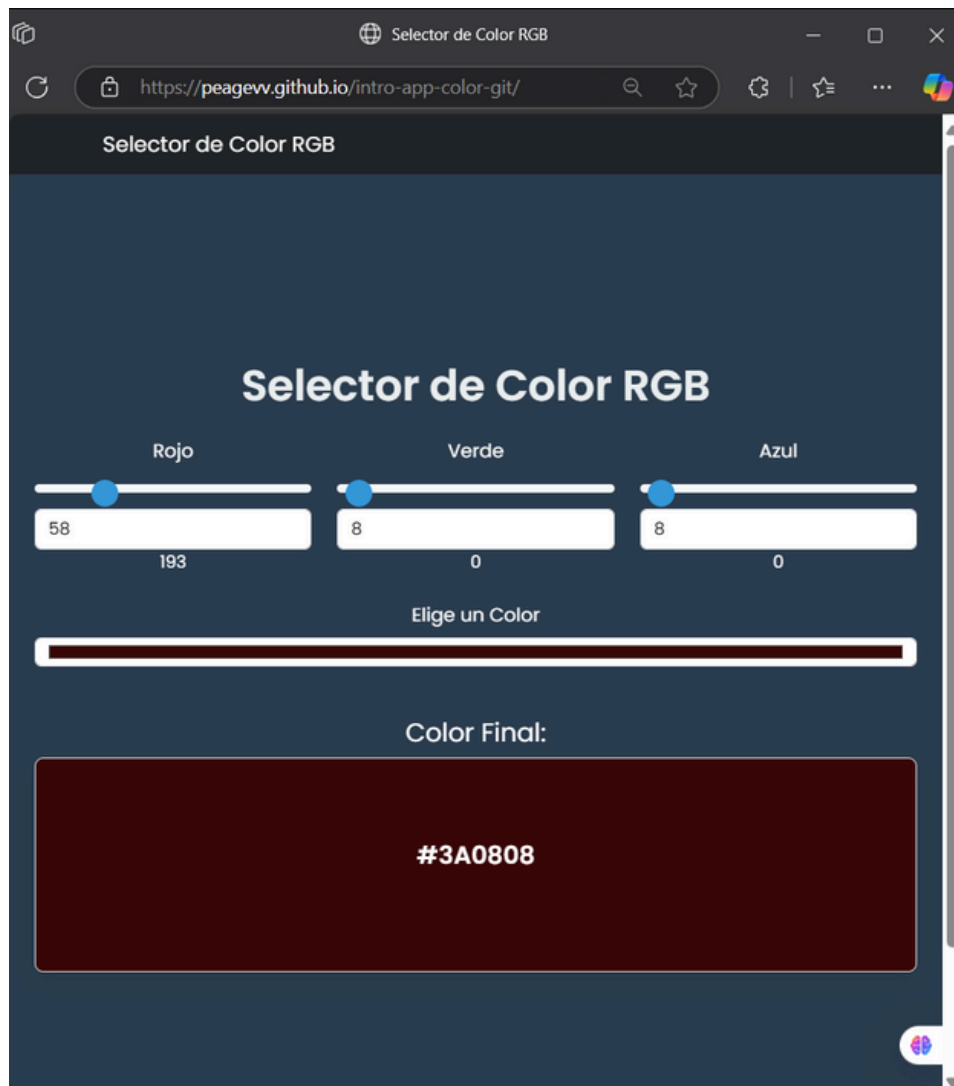 Selector de Color RGB
https://peagevv.github.io/intro-app-color-git/
Selector de Color RGB
Selector de Color RGB
Rojo Verde Azul
58 8 8
193 0 0
Elige un Color
Color Final:
#3A0808